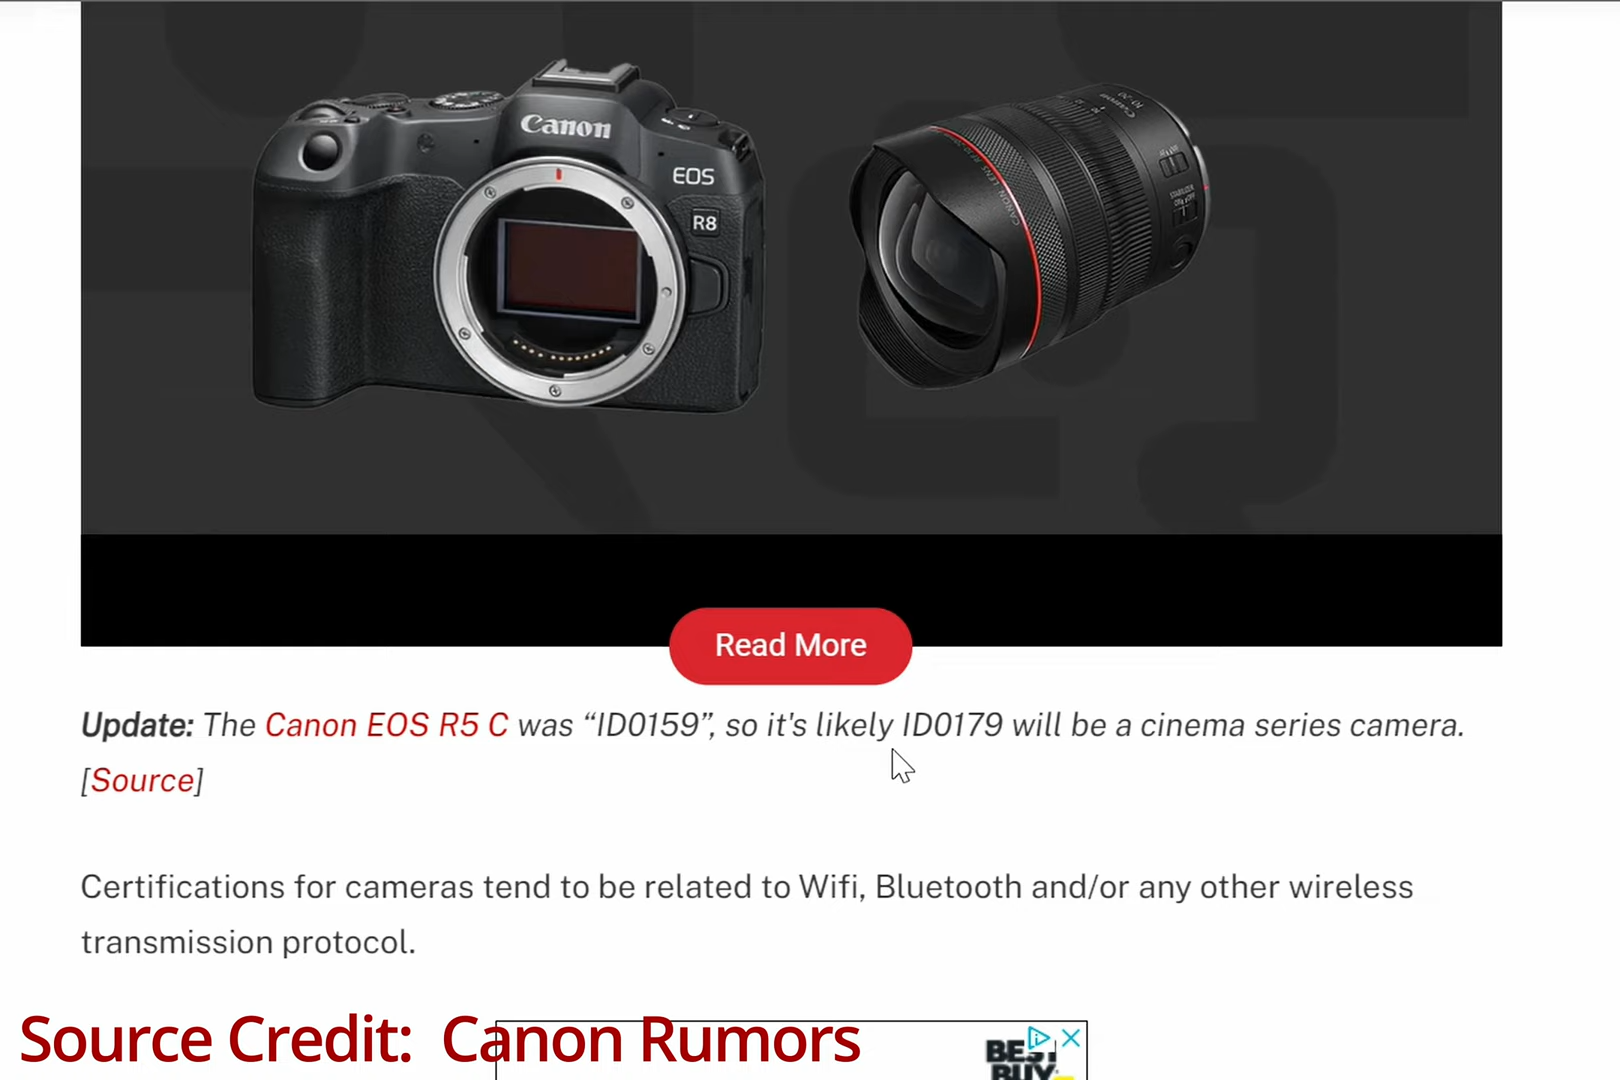 Canon
EOS
R8
Read More
Update: The Canon EOS R5 C was “ID0159”, so it's likely ID0179 will be a cinema series camera.
[Source]
Certifications for cameras tend to be related to Wifi, Bluetooth and/or any other wireless
transmission protocol.
Source Credit: Canon Rumors
BEST
BUY